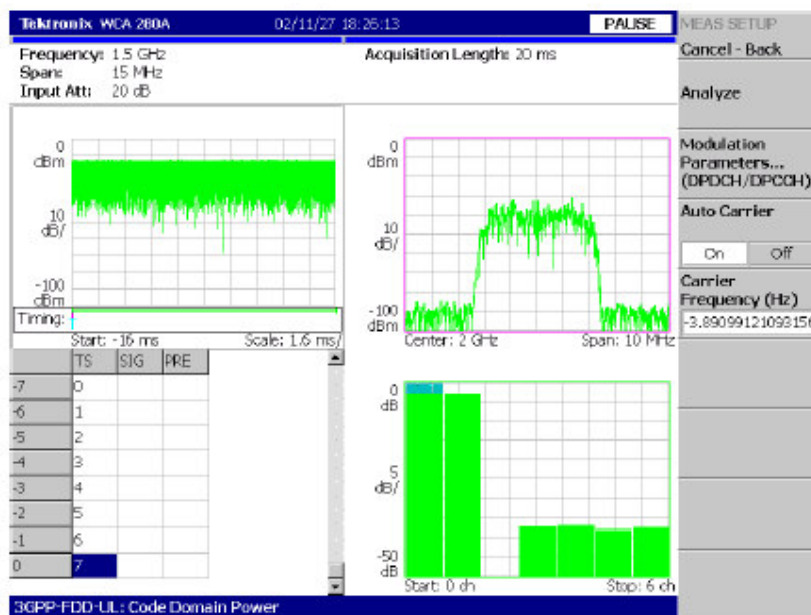 Tektronix WCA 280A 02/11/27 18:26:13 PAUSE
MEAS SETUP
Cancel - Back
Frequency: 1.5 GHz
Acquisition Length: 20 ms
Span: 15 MHz
Input Att: 20 dB
Analyze
Modulation
Parameters...
(DPDCH/DPCCH)
Auto Carrier
On Off
Carrier
Frequency (Hz)
-3.89099121093156
0
dBm
10
dB/
-100
dBm
Timing:
Start: -16 ms Scale: 1.6 ms/
0
dBm
10
dB/
-100
dBm
Center: 2 GHz Span: 10 MHz
TS SIG PRE
-7 0
-6 1
-5 2
-4 3
-3 4
-2 5
-1 6
0 7
0
dB
5
dB/
-50
dB
Start: 0 ch Stop: 6 ch
3GPP-FDD-UL: Code Domain Power